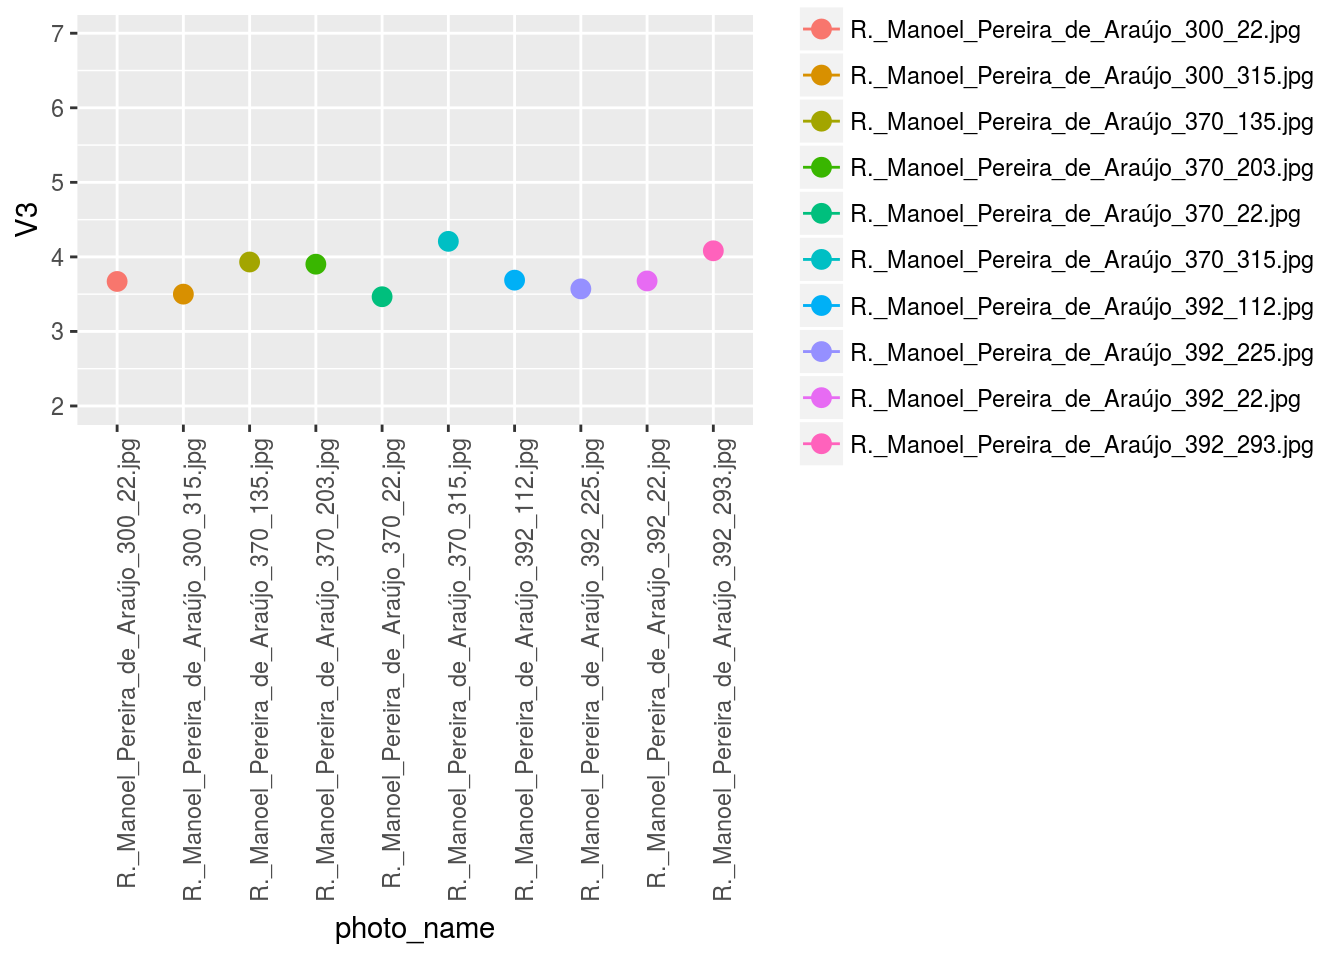 7
6
5
4
3
2
V3
R._Manoel_Pereira_de_Araújo_300_22.jpg
R._Manoel_Pereira_de_Araújo_300_315.jpg
R._Manoel_Pereira_de_Araújo_370_135.jpg
R._Manoel_Pereira_de_Araújo_370_203.jpg
R._Manoel_Pereira_de_Araújo_370_22.jpg
R._Manoel_Pereira_de_Araújo_370_315.jpg
R._Manoel_Pereira_de_Araújo_392_112.jpg
R._Manoel_Pereira_de_Araújo_392_225.jpg
R._Manoel_Pereira_de_Araújo_392_22.jpg
R._Manoel_Pereira_de_Araújo_392_293.jpg
photo_name
R._Manoel_Pereira_de_Araújo_300_22.jpg
R._Manoel_Pereira_de_Araújo_300_315.jpg
R._Manoel_Pereira_de_Araújo_370_135.jpg
R._Manoel_Pereira_de_Araújo_370_203.jpg
R._Manoel_Pereira_de_Araújo_370_22.jpg
R._Manoel_Pereira_de_Araújo_370_315.jpg
R._Manoel_Pereira_de_Araújo_392_112.jpg
R._Manoel_Pereira_de_Araújo_392_225.jpg
R._Manoel_Pereira_de_Araújo_392_22.jpg
R._Manoel_Pereira_de_Araújo_392_293.jpg